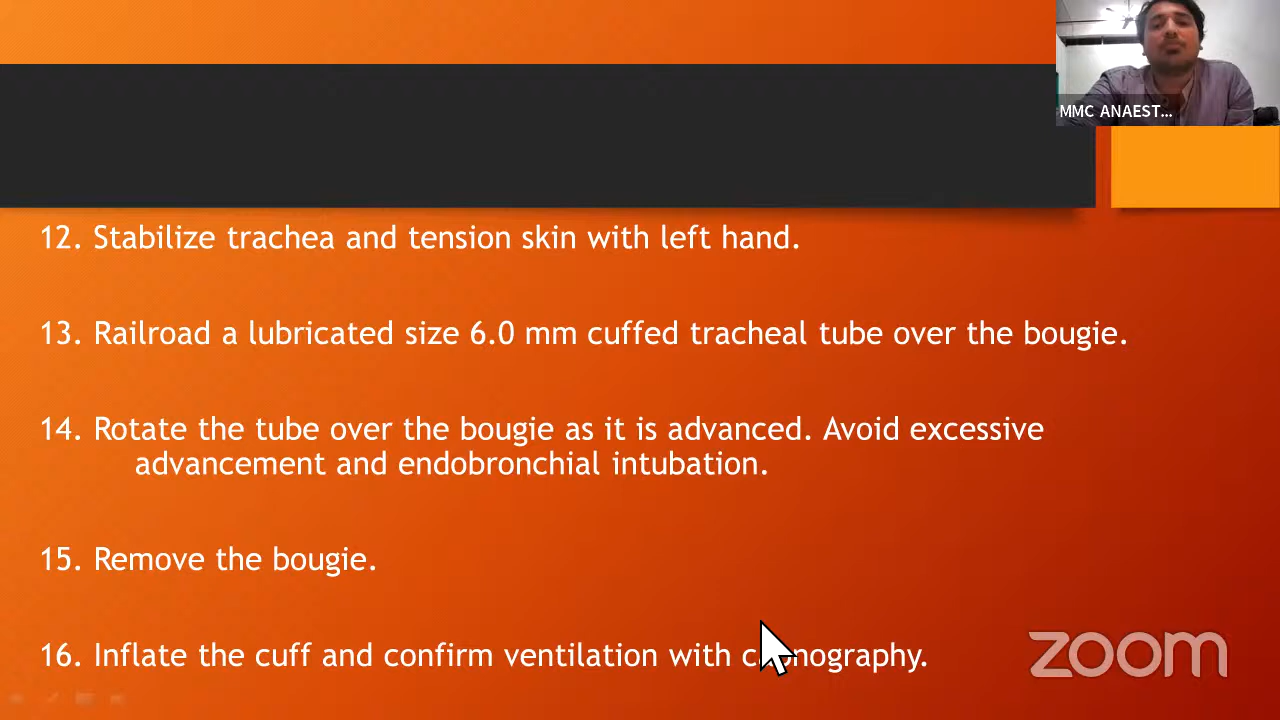 MMC ANAEST...
12. Stabilize trachea and tension skin with left hand.
13. Railroad a lubricated size 6.0 mm cuffed tracheal tube over the bougie.
14. Rotate the tube over the bougie as it is advanced. Avoid excessive
advancement and endobronchial intubation.
15. Remove the bougie.
16. Inflate the cuff and confirm ventilation with
zoom